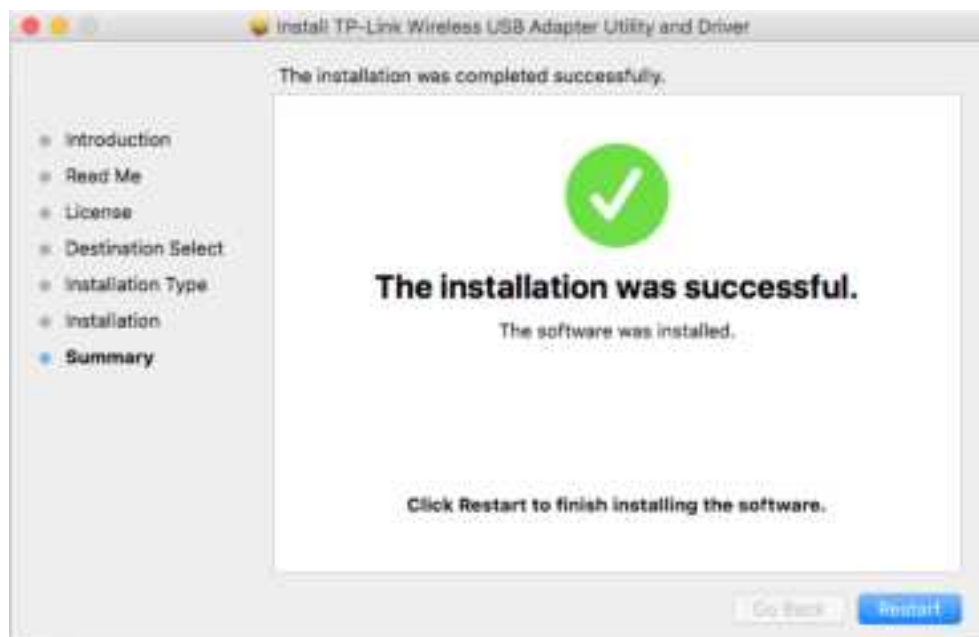 Install TP-Link Wireless USB Adapter Utility and Driver
The installation was completed successfully.
Introduction
Read Me
License
Destination Select
Installation Type
Installation
Summary
The installation was successful.
The software was installed.
Click Restart to finish installing the software.
Go Back
Restart